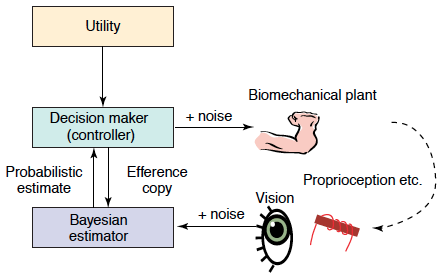 Utility
Decision maker
(controller)
+ noise
Biomechanical plant
Probabilistic
estimate
Efference
copy
Proprioception etc.
Vision
Bayesian
estimator
+ noise